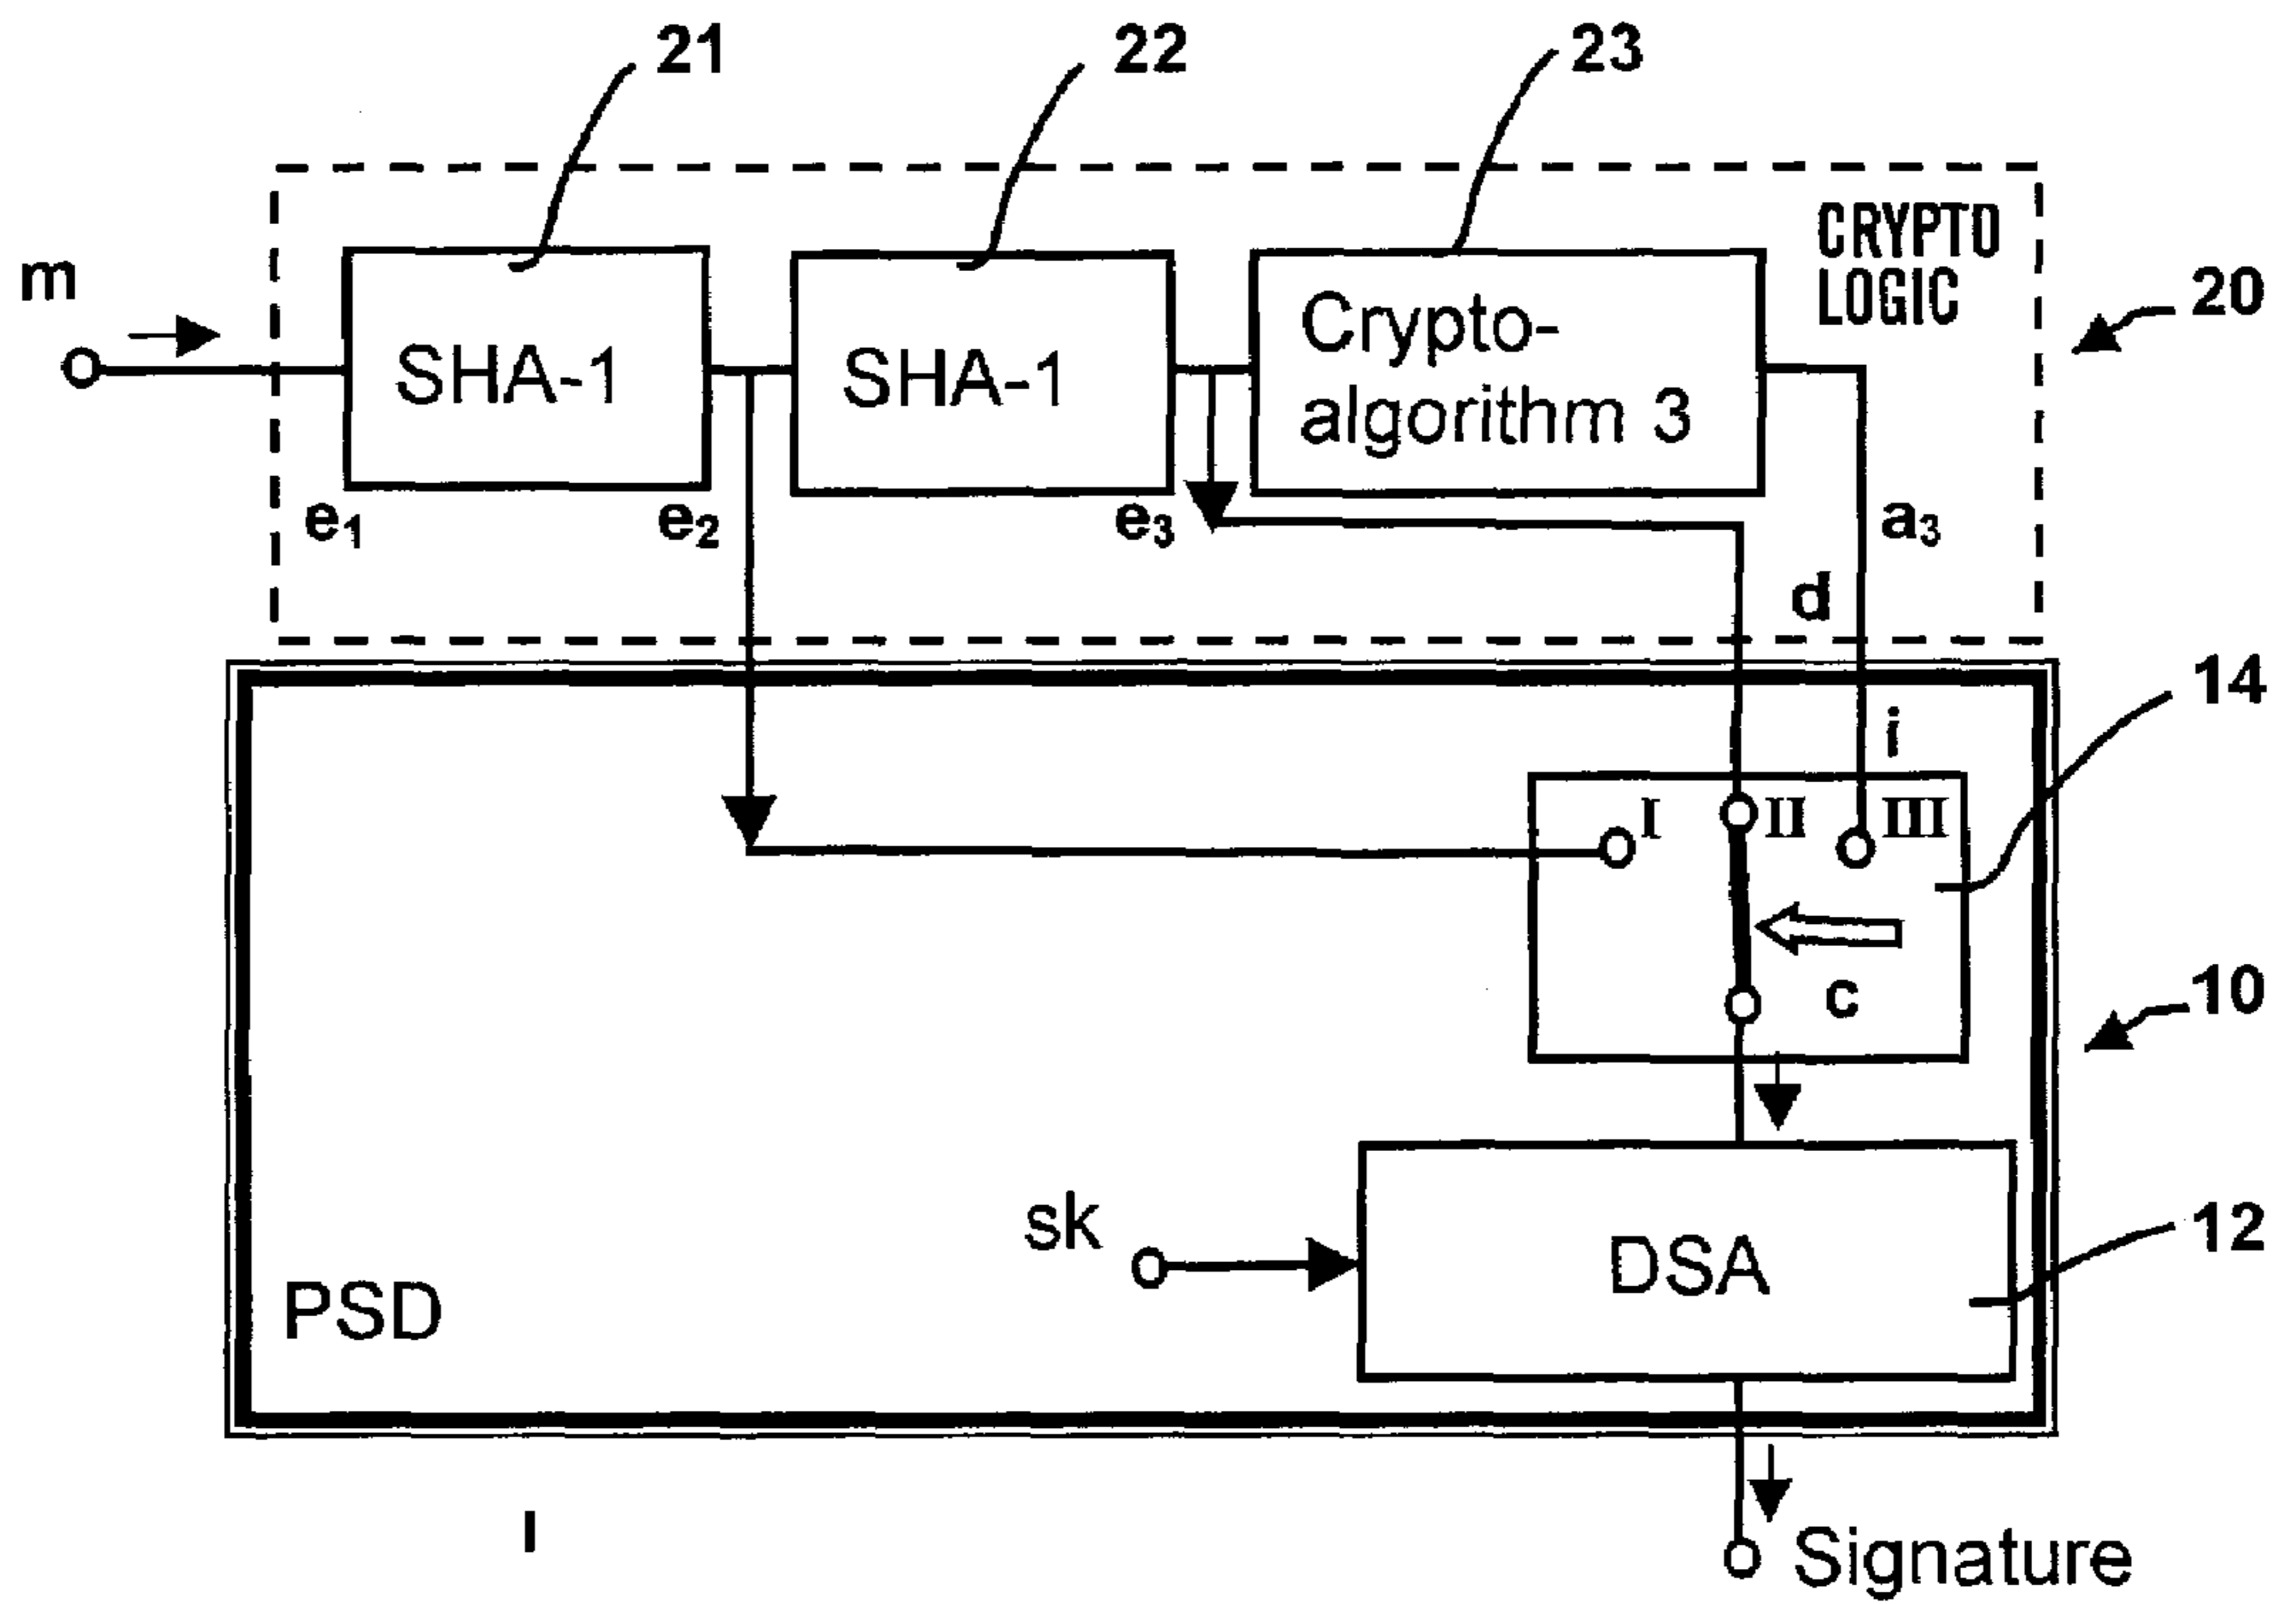 21
22
23
CRYPTO
LOGIC
m
20
SHA-1
SHA-1
Crypto-
algorithm 3
e₁
e₂
e₃
a₃
d
14
i
I
II
III
c
10
sk
DSA
12
PSD
I
Signature